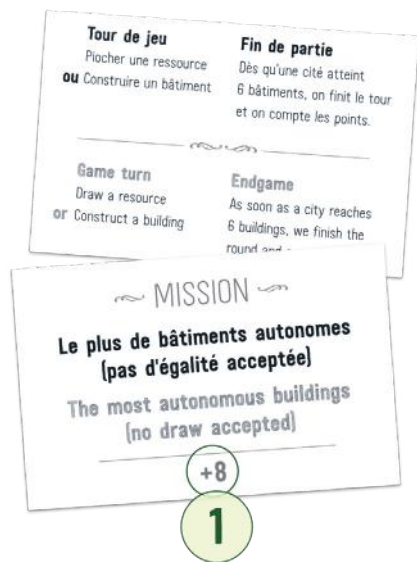 Tour de jeu
Piocher une ressource
ou Construire un bâtiment
Fin de partie
Dès qu'une cité atteint
6 bâtiments, on finit le tour
et on compte les points.
Game turn
Draw a resource
or Construct a building
Endgame
As soon as a city reaches
6 buildings, we finish the
round and
MISSION
Le plus de bâtiments autonomes
(pas d'égalité acceptée)
The most autonomous buildings
(no draw accepted)
+8
1